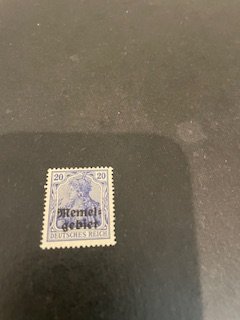 20 20
Memel-
gebiet
DEUTSCHES REICH